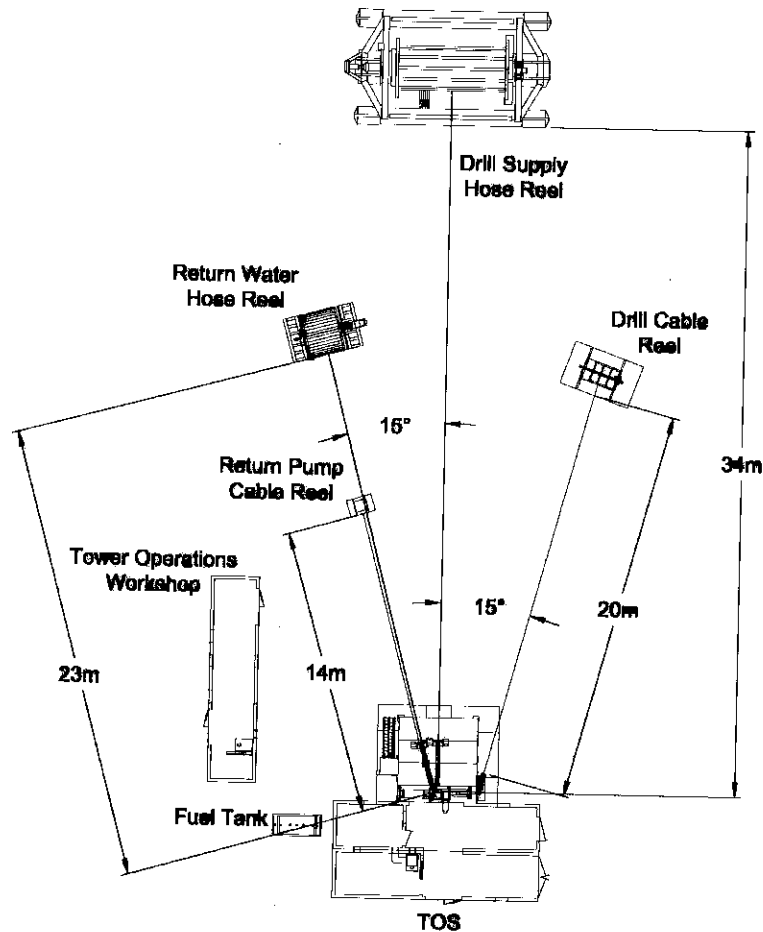 Drill Supply
Hose Reel
Return Water
Hose Reel
Drill Cable
Reel
15°
34m
Return Pump
Cable Reel
Tower Operations
Workshop
15°
20m
23m
14m
Fuel Tank
TOS